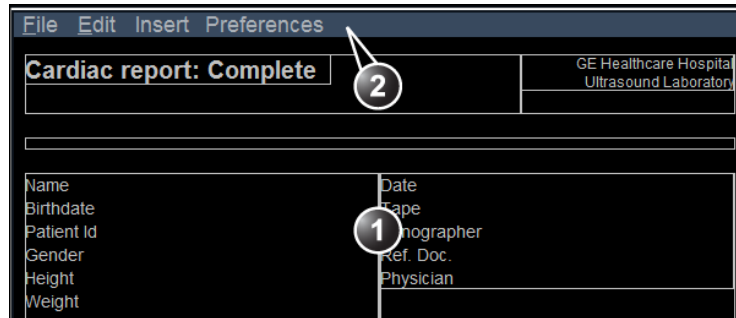 File Edit Insert Preferences
Cardiac report: Complete
GE Healthcare Hospital
Ultrasound Laboratory
2
Name
Birthdate
Patient Id
Gender
Height
Weight
Date
Tape
1
nographer
Ref. Doc.
Physician